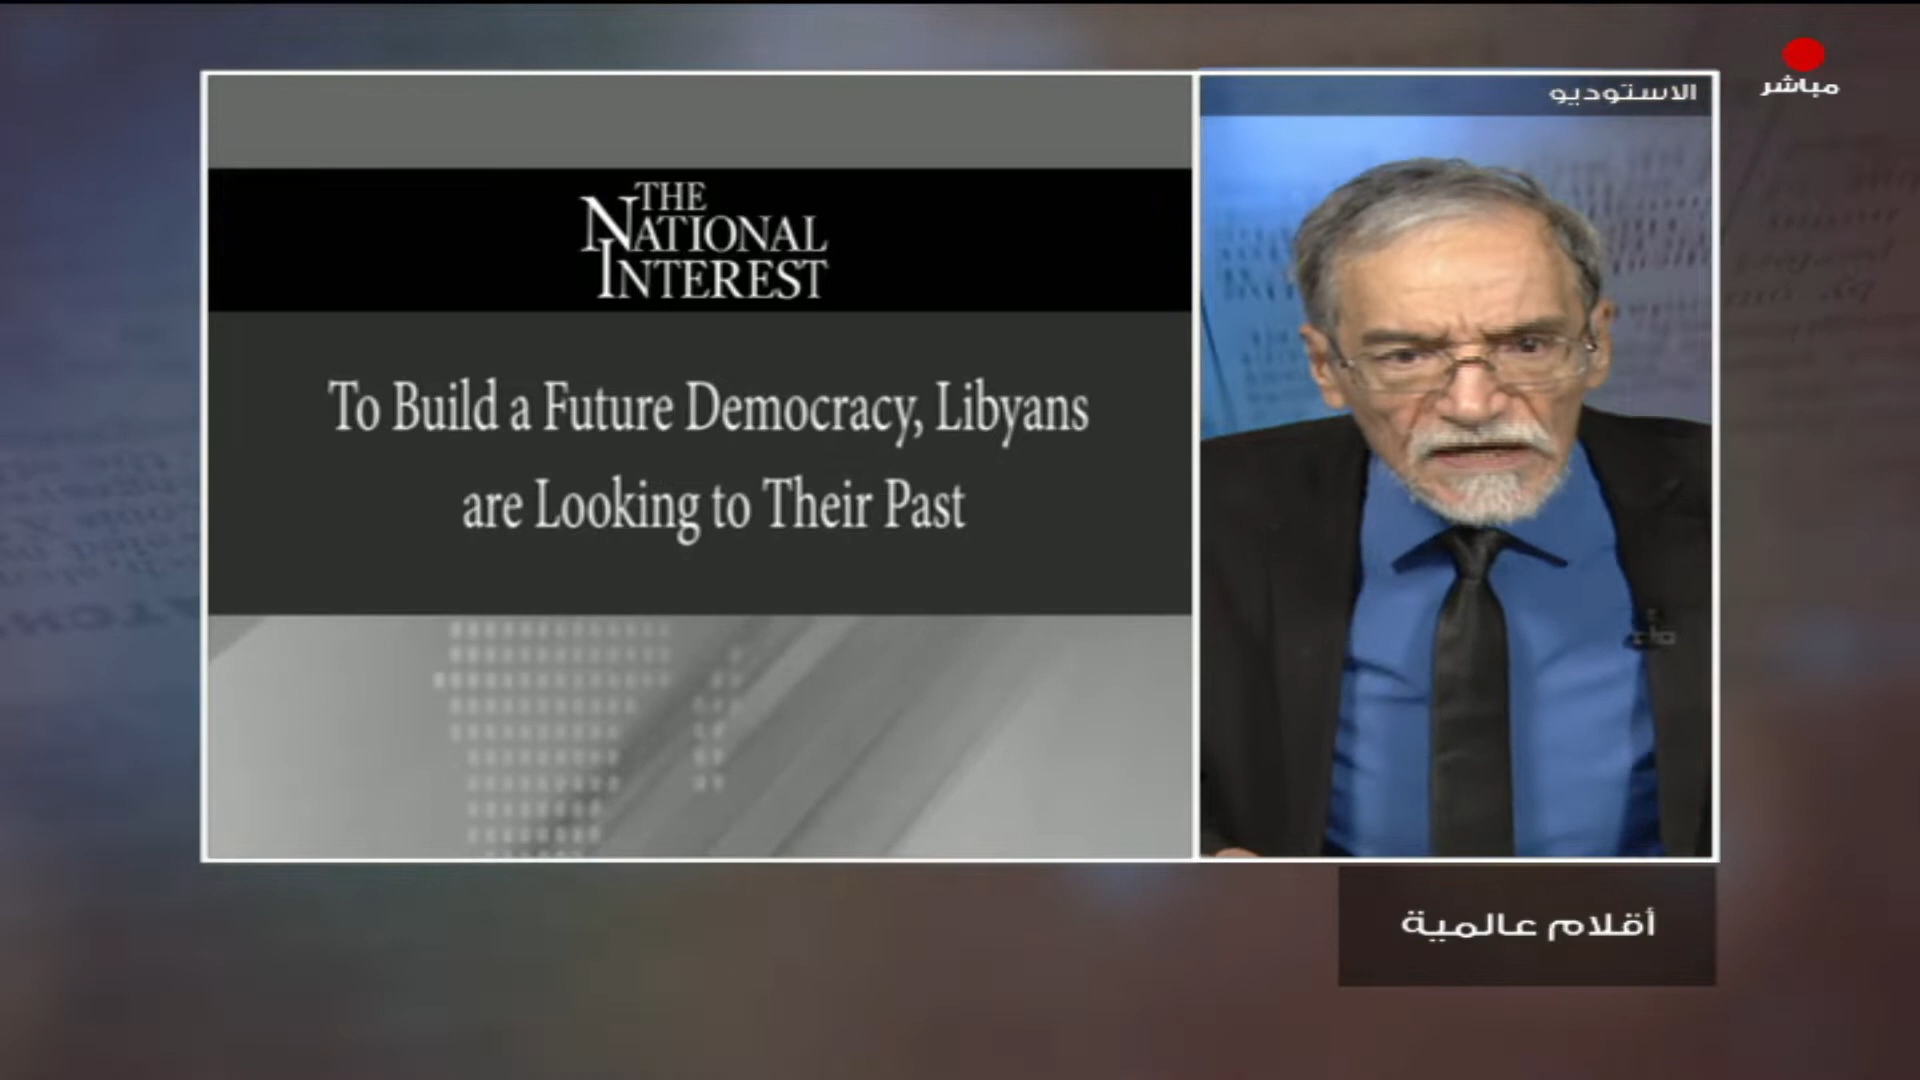 مباشر
الاستوديو
THE
NATIONAL
INTEREST
To Build a Future Democracy, Libyans
are Looking to Their Past
أقلام عالمية